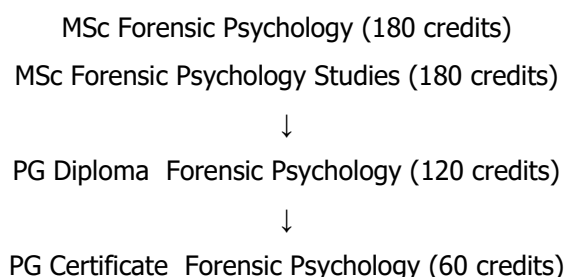 MSc Forensic Psychology (180 credits)
MSc Forensic Psychology Studies (180 credits)
↓
PG Diploma  Forensic Psychology (120 credits)
↓
PG Certificate  Forensic Psychology (60 credits)